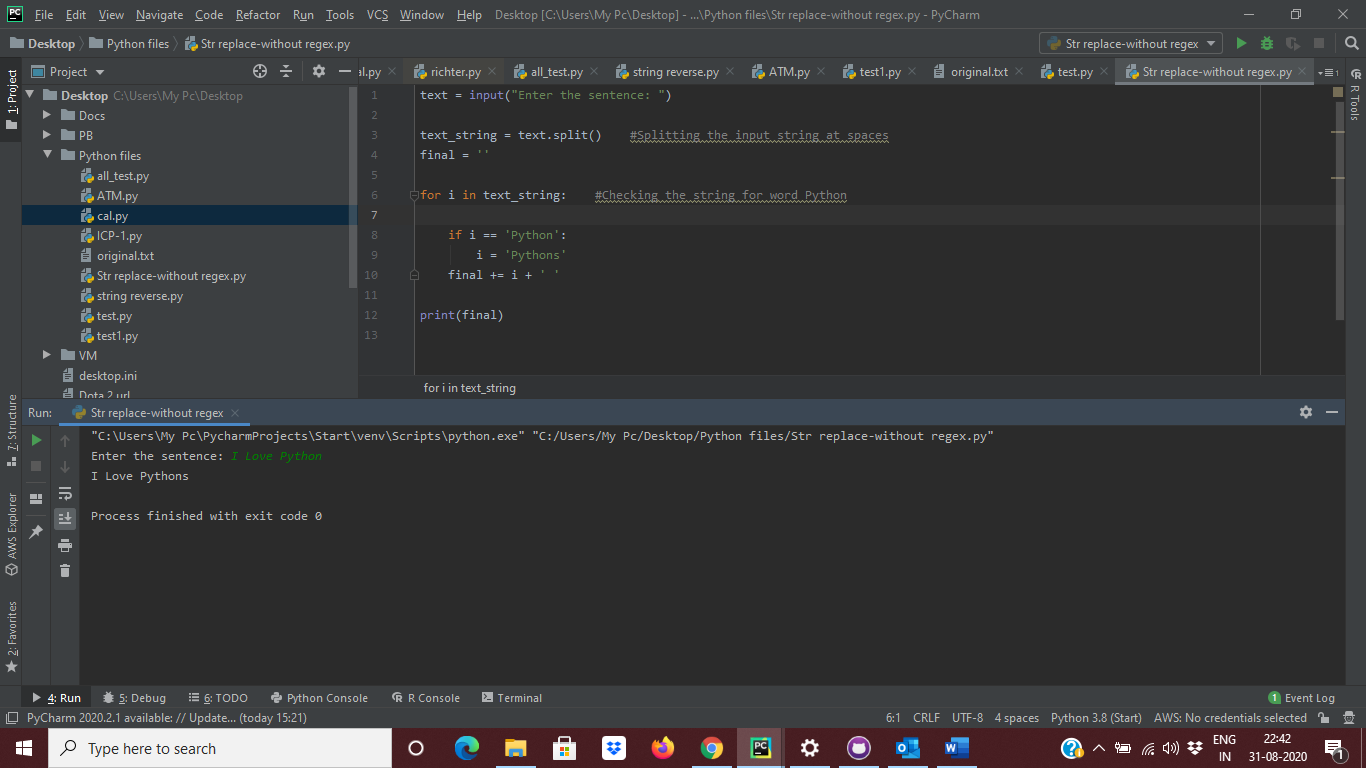 File Edit View Navigate Code Refactor Run Tools VCS Window Help Desktop [C:\Users\My Pc\Desktop] - ...\Python files\Str replace-without regex.py - PyCharm
Desktop Python files Str replace-without regex.py Str replace-without regex
Project al.py richter.py all_test.py string reverse.py ATM.py test1.py original.txt test.py Str replace-without regex.py
1: Project
R Tools
Desktop C:\Users\My Pc\Desktop
Docs
PB
Python files
all_test.py
ATM.py
cal.py
ICP-1.py
original.txt
Str replace-without regex.py
string reverse.py
test.py
test1.py
VM
desktop.ini
Dota 2.url
1 text = input("Enter the sentence: ")
2
3 text_string = text.split() #Splitting the input string at spaces
4 final = ''
5
6 for i in text_string: #Checking the string for word Python
7
8 if i == 'Python':
9 i = 'Pythons'
10 final += i + ' '
11
12 print(final)
13
for i in text_string
7: Structure
AWS Explorer
2: Favorites
Run: Str replace-without regex
"C:\Users\My Pc\PycharmProjects\Start\venv\Scripts\python.exe" "C:/Users/My Pc/Desktop/Python files/Str replace-without regex.py"
Enter the sentence: I Love Python
I Love Pythons
Process finished with exit code 0
4: Run 5: Debug 6: TODO Python Console R Console Terminal 1 Event Log
PyCharm 2020.2.1 available: // Update... (today 15:21) 6:1 CRLF UTF-8 4 spaces Python 3.8 (Start) AWS: No credentials selected
Type here to search
ENG
IN
22:42
31-08-2020
1